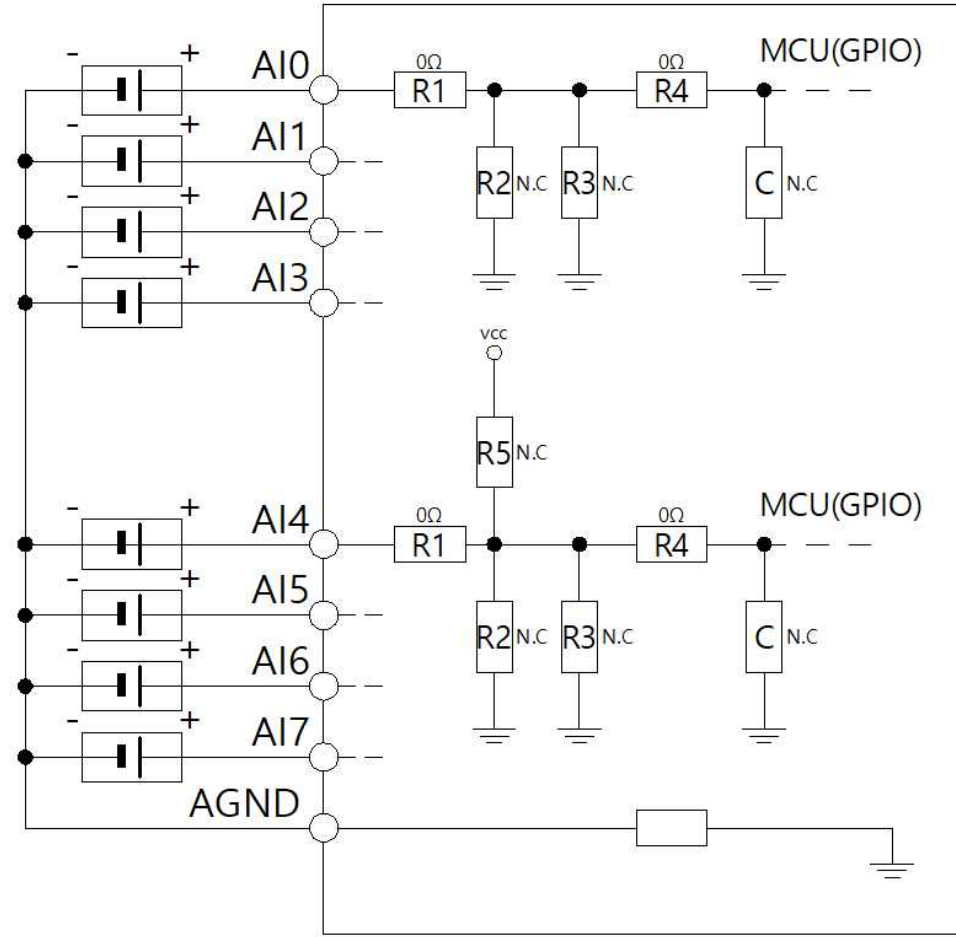 - + AI0 0Ω R1 0Ω R4 MCU(GPIO)
- + AI1
R2 N.C R3 N.C C N.C
- + AI2
- + AI3
vcc
R5 N.C
- + AI4 0Ω R1 0Ω R4 MCU(GPIO)
- + AI5
R2 N.C R3 N.C C N.C
- + AI6
- + AI7
AGND